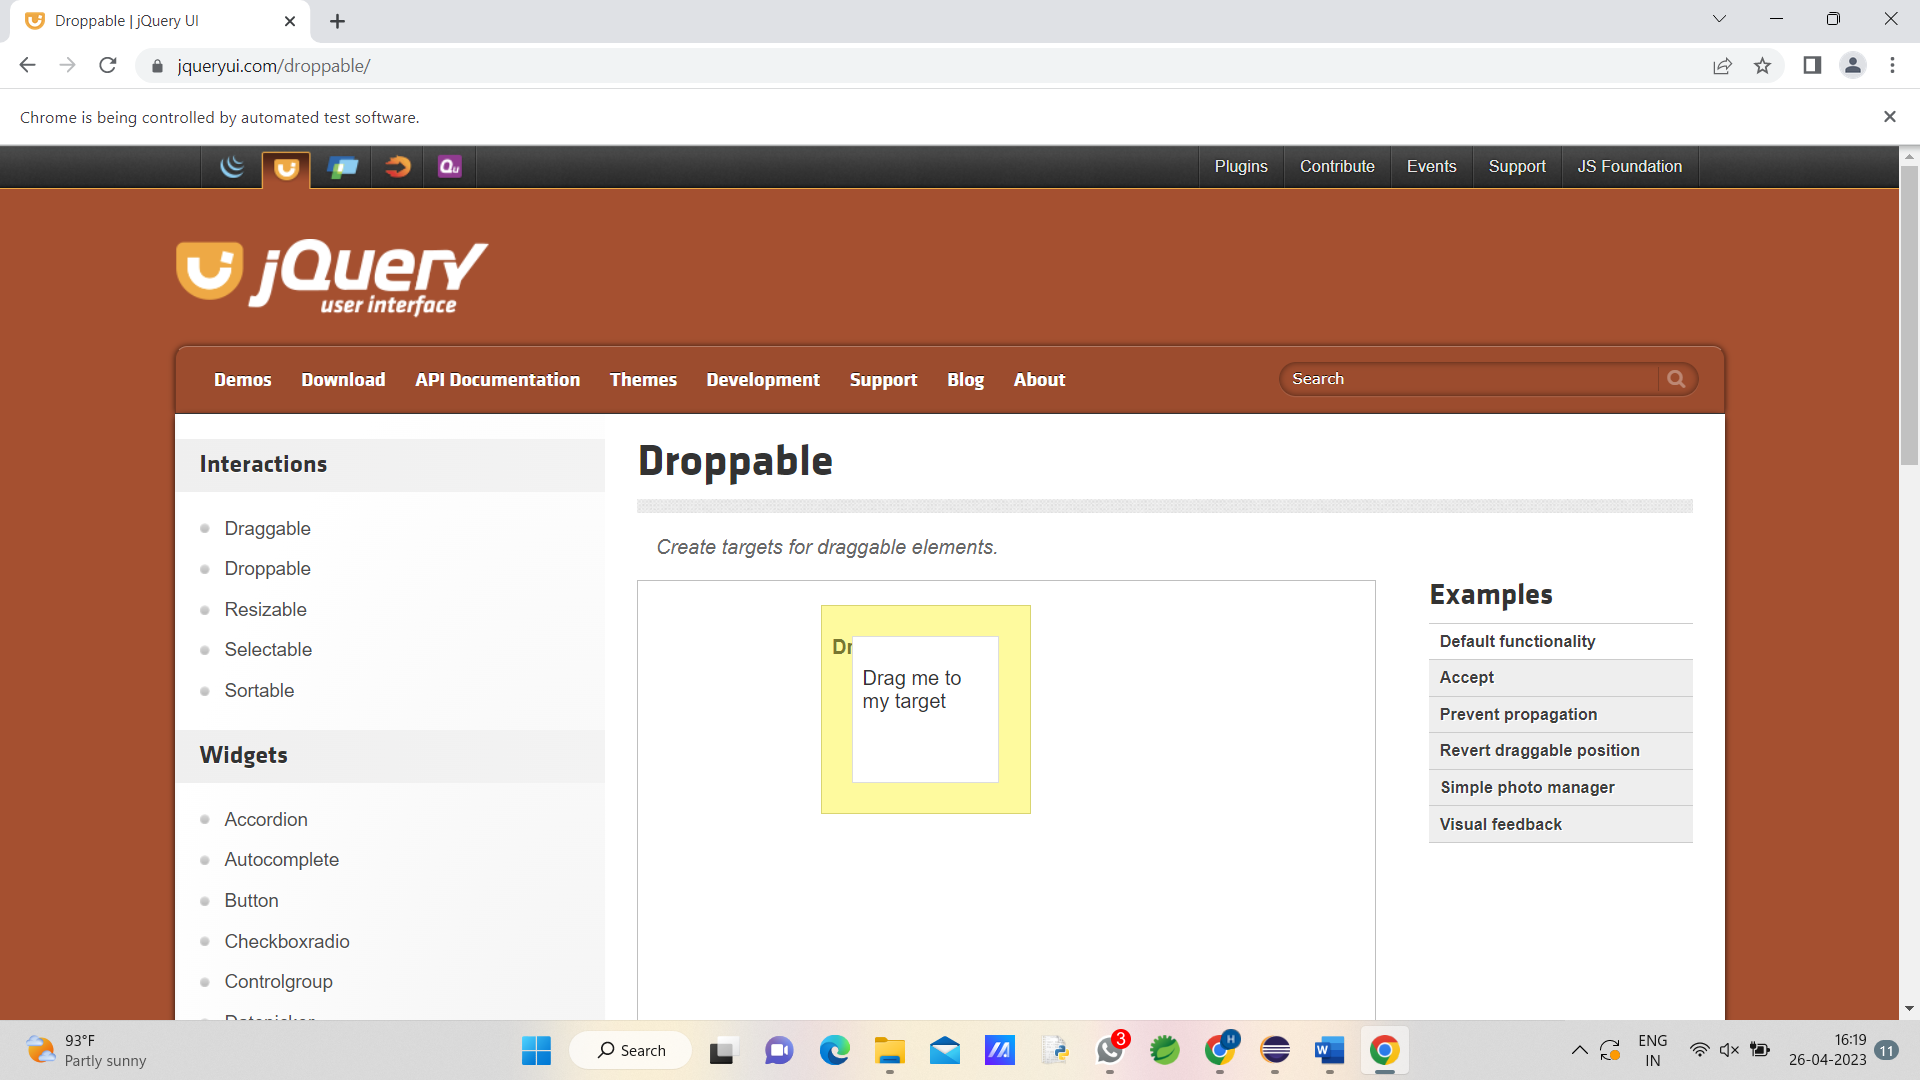 Droppable | jQuery UI
jqueryui.com/droppable/
Chrome is being controlled by automated test software.
Qu
Plugins Contribute Events Support JS Foundation
jQuery
user interface
Demos Download API Documentation Themes Development Support Blog About Search
Interactions
Draggable
Droppable
Resizable
Selectable
Sortable
Widgets
Accordion
Autocomplete
Button
Checkboxradio
Controlgroup
Droppable
Create targets for draggable elements.
Dr
Drag me to
my target
Examples
Default functionality
Accept
Prevent propagation
Revert draggable position
Simple photo manager
Visual feedback
93°F
Partly sunny
Search
3
H
W
ENG
IN
16:19
26-04-2023
11